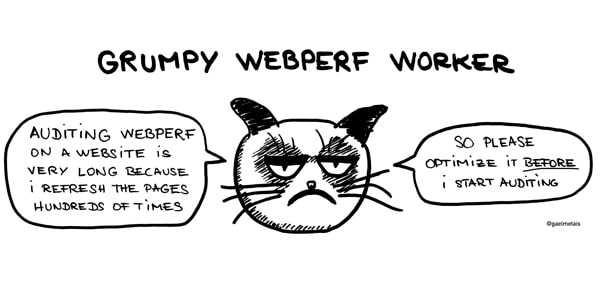 GRUMPY WEBPERF WORKER
AUDITING WEBPERF
ON A WEBSITE IS
VERY LONG BECAUSE
i REFRESH THE PAGES
HUNDREDS OF TIMES
SO PLEASE
OPTIMIZE IT BEFORE
i START AUDITING
@gaelmetais